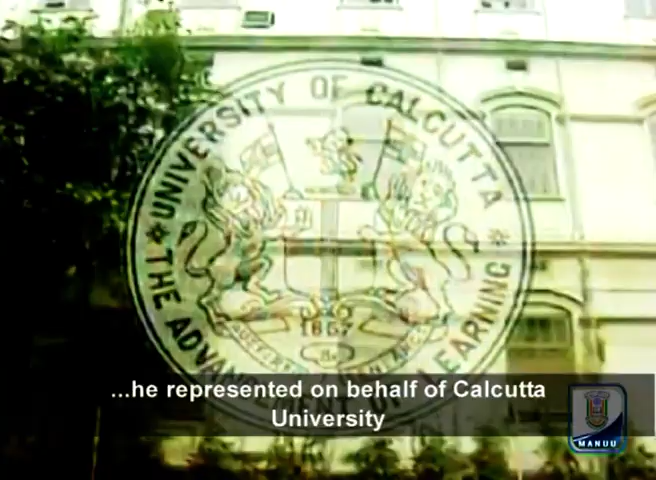 UNIVERSITY OF CALCUTTA
THE ADVANCEMENT OF LEARNING
1857
...he represented on behalf of Calcutta
University
MANUU